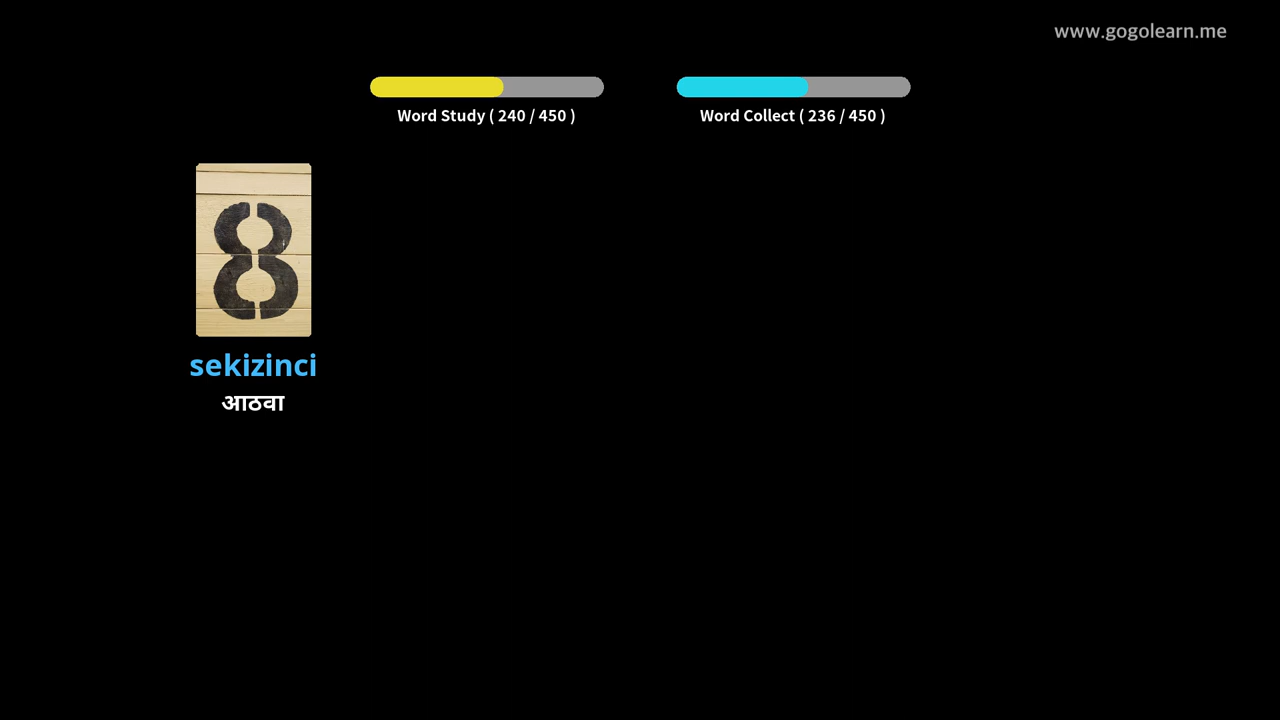 www.gogolearn.me
Word Study ( 240 / 450 )
Word Collect ( 236 / 450 )
8
sekizinci
आठवा